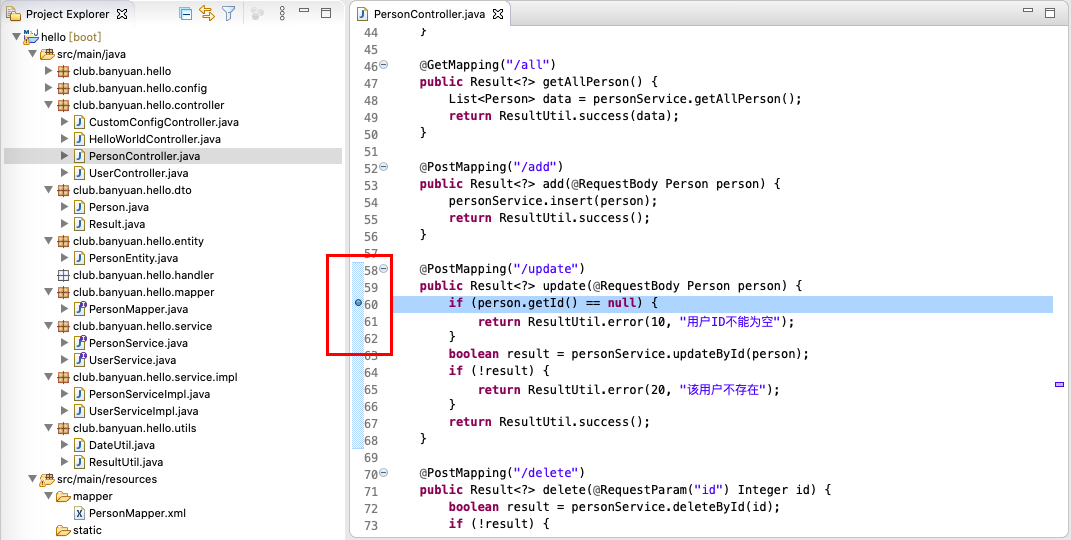 Project Explorer
hello [boot]
src/main/java
club.banyuan.hello
club.banyuan.hello.config
club.banyuan.hello.controller
CustomConfigController.java
HelloWorldController.java
PersonController.java
UserController.java
club.banyuan.hello.dto
Person.java
Result.java
club.banyuan.hello.entity
PersonEntity.java
club.banyuan.hello.handler
club.banyuan.hello.mapper
PersonMapper.java
club.banyuan.hello.service
PersonService.java
UserService.java
club.banyuan.hello.service.impl
PersonServiceImpl.java
UserServiceImpl.java
club.banyuan.hello.utils
DateUtil.java
ResultUtil.java
src/main/resources
mapper
PersonMapper.xml
static
PersonController.java
44 }
45
46 @GetMapping("/all")
47 public Result<?> getAllPerson() {
48 List<Person> data = personService.getAllPerson();
49 return ResultUtil.success(data);
50 }
51
52 @PostMapping("/add")
53 public Result<?> add(@RequestBody Person person) {
54 personService.insert(person);
55 return ResultUtil.success();
56 }
57
58 @PostMapping("/update")
59 public Result<?> update(@RequestBody Person person) {
60 if (person.getId() == null) {
61 return ResultUtil.error(10, "用户ID不能为空");
62 }
63 boolean result = personService.updateById(person);
64 if (!result) {
65 return ResultUtil.error(20, "该用户不存在");
66 }
67 return ResultUtil.success();
68 }
69
70 @PostMapping("/delete")
71 public Result<?> delete(@RequestParam("id") Integer id) {
72 boolean result = personService.deleteById(id);
73 if (!result) {